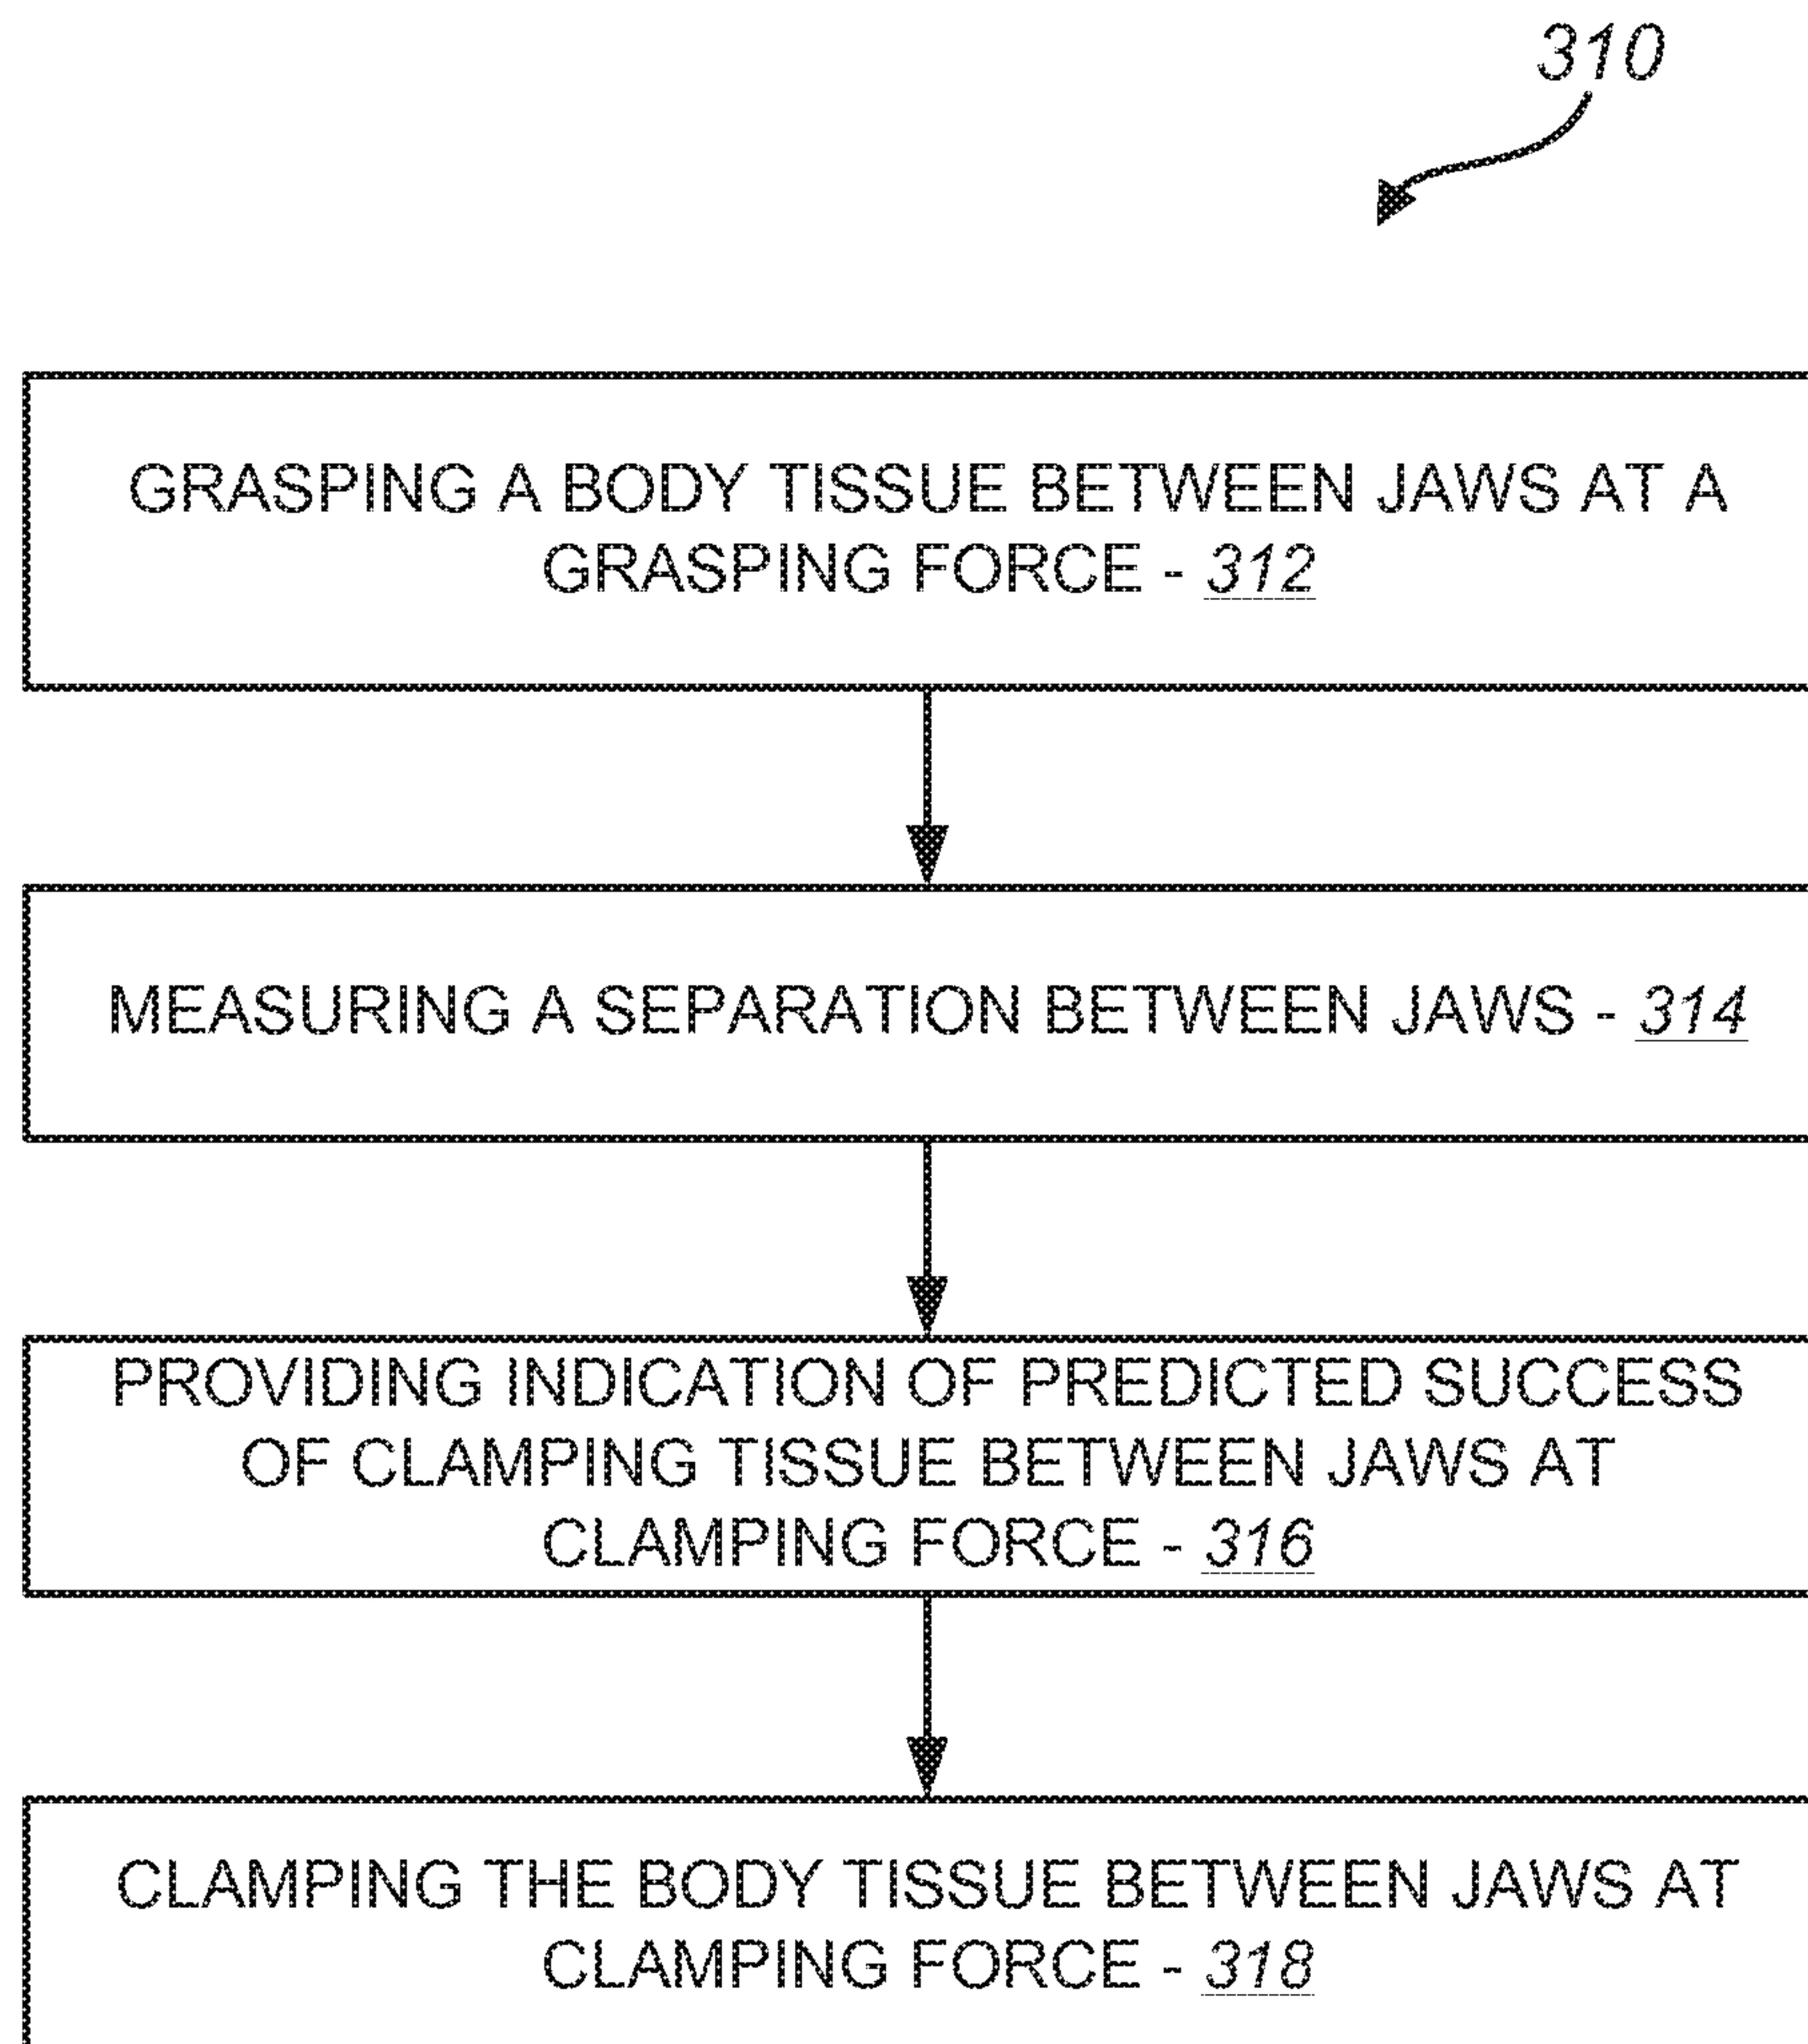 310
GRASPING A BODY TISSUE BETWEEN JAWS AT A
GRASPING FORCE - 312
MEASURING A SEPARATION BETWEEN JAWS - 314
PROVIDING INDICATION OF PREDICTED SUCCESS
OF CLAMPING TISSUE BETWEEN JAWS AT
CLAMPING FORCE - 316
CLAMPING THE BODY TISSUE BETWEEN JAWS AT
CLAMPING FORCE - 318